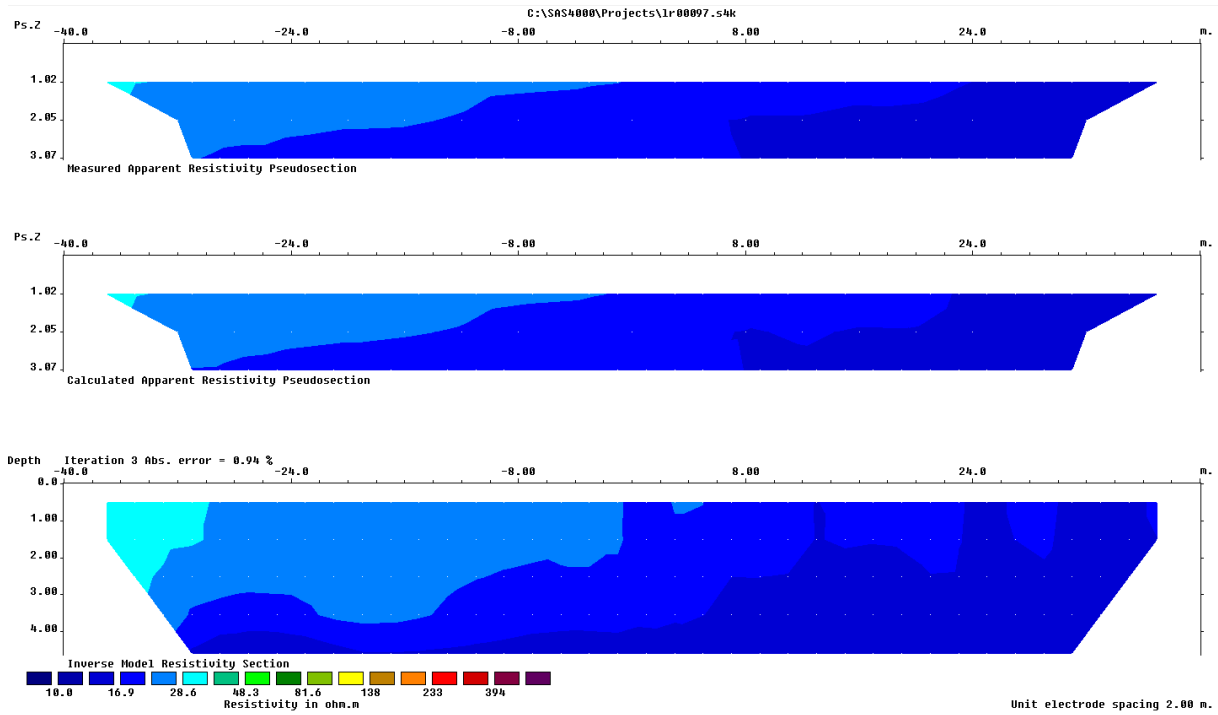 C:\SAS4000\Projects\lr00097.s4k
Ps.Z -40.0 -24.0 -8.00 8.00 24.0 m.
1.02
2.05
3.07
Measured Apparent Resistivity Pseudosection
Ps.Z -40.0 -24.0 -8.00 8.00 24.0 m.
1.02
2.05
3.07
Calculated Apparent Resistivity Pseudosection
Depth Iteration 3 Abs. error = 0.94 %
-40.0 -24.0 -8.00 8.00 24.0 m.
0.0
1.00
2.00
3.00
4.00
Inverse Model Resistivity Section
10.0 16.9 28.6 48.3 81.6 138 233 394
Resistivity in ohm.m Unit electrode spacing 2.00 m.